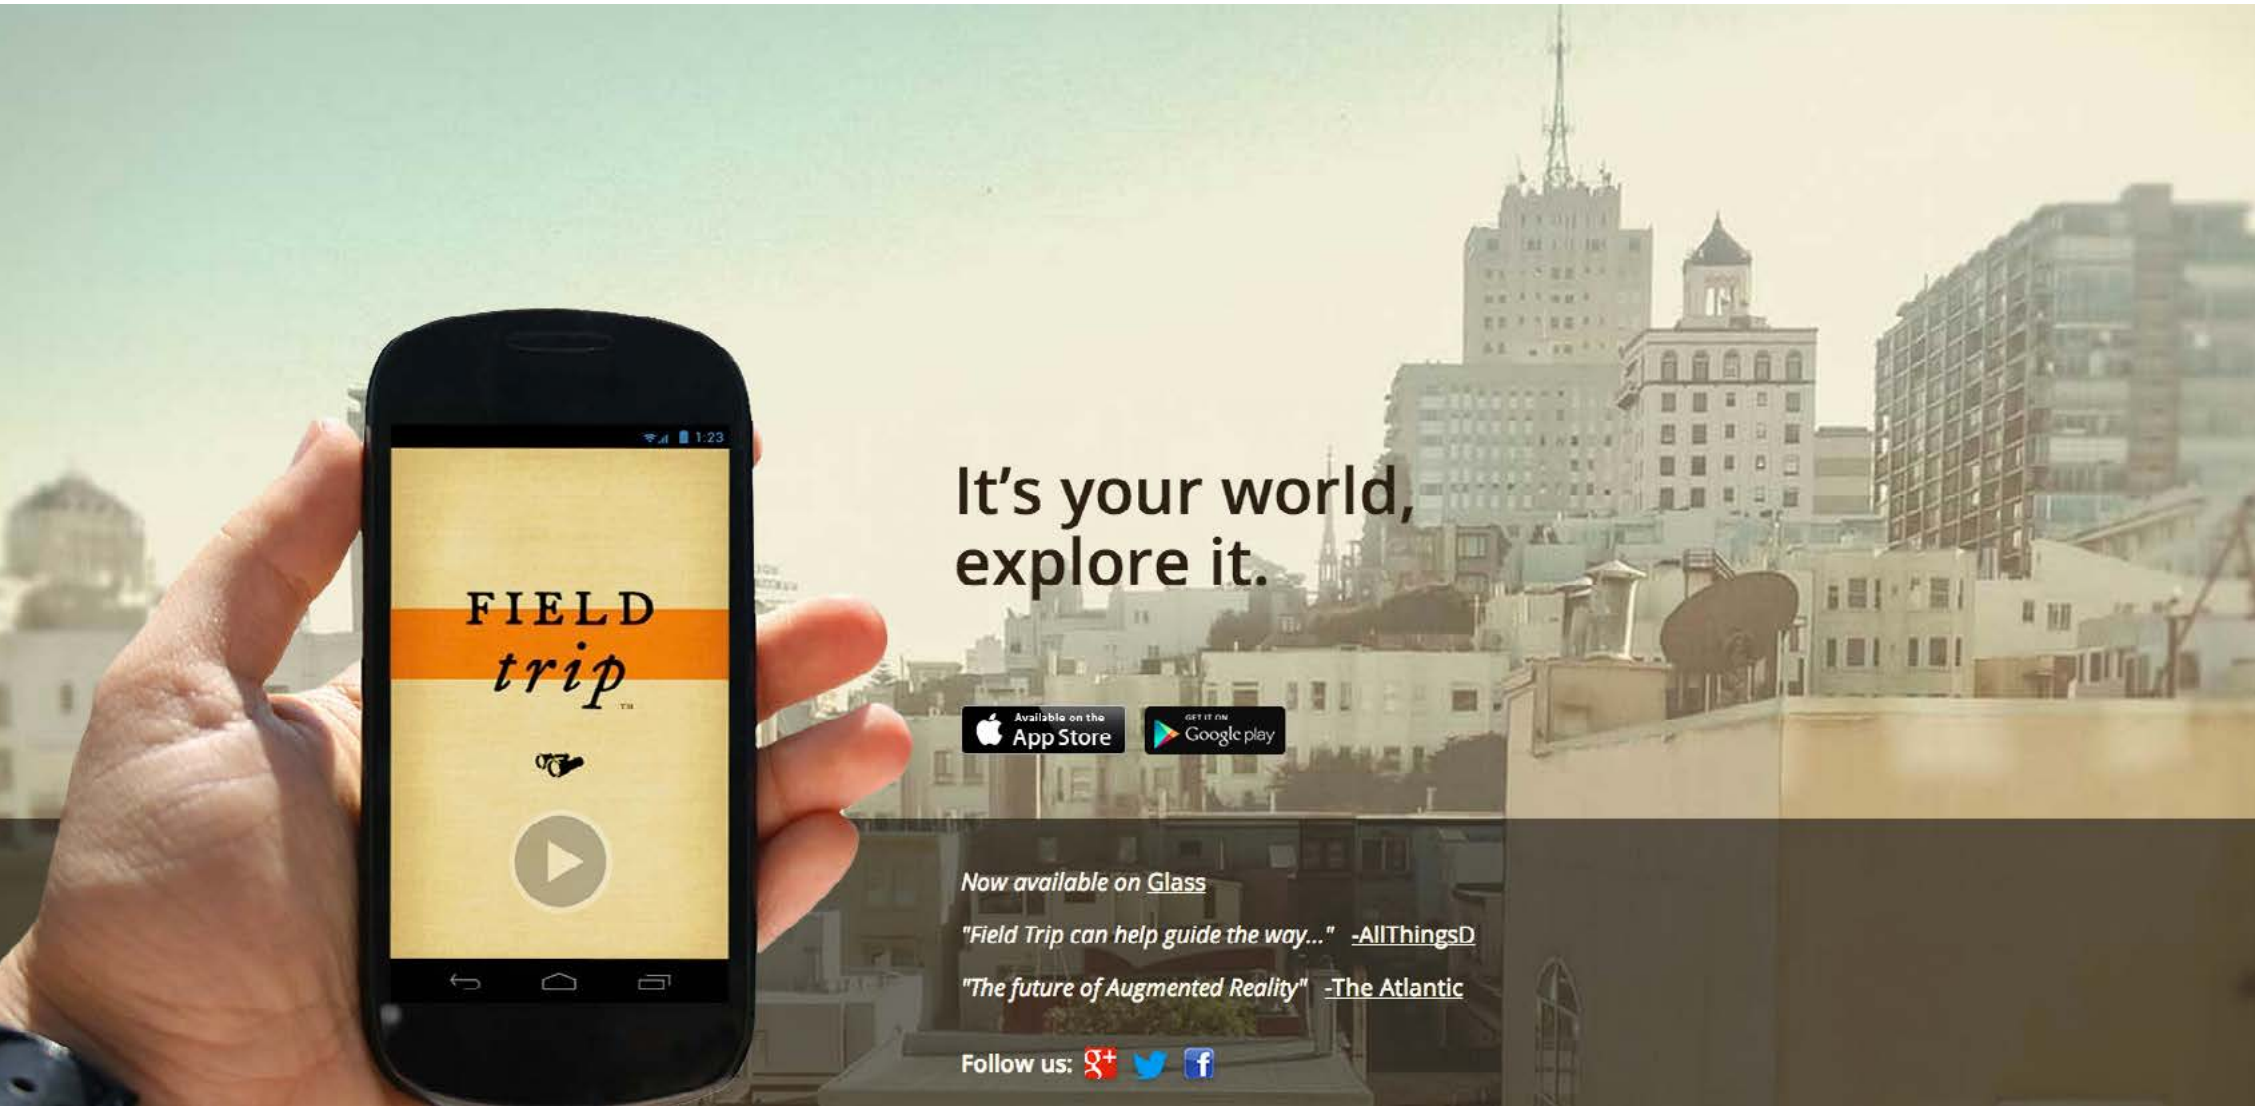 1:23
FIELD
trip
TM
It's your world,
explore it.
Available on the
App Store
GET IT ON
Google play
Now available on Glass
"Field Trip can help guide the way..." -AllThingsD
"The future of Augmented Reality" -The Atlantic
Follow us: g+ f